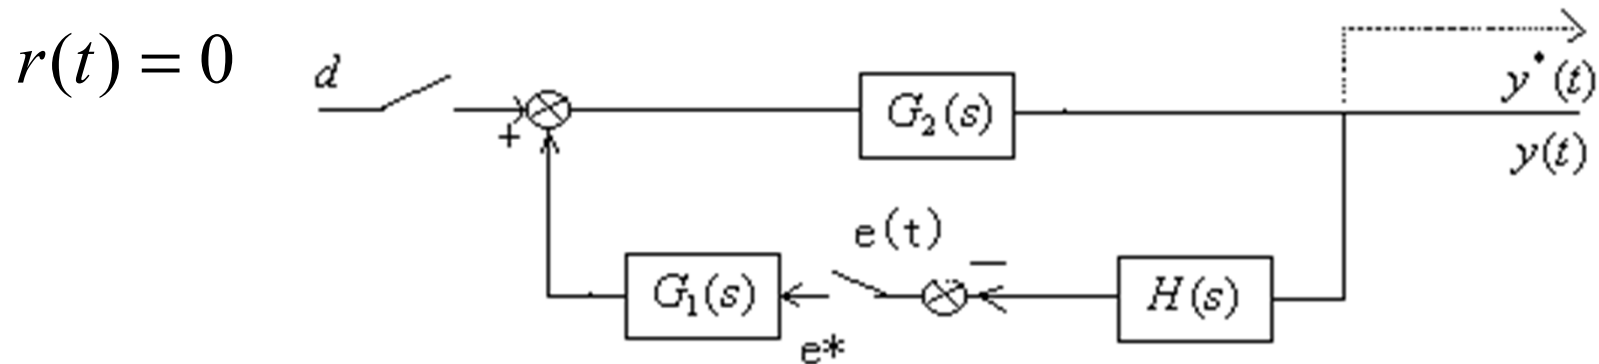 r(t) = 0
d
+
G₂(s)
y*(t)
y(t)
e(t)
−
G₁(s)
e*
H(s)